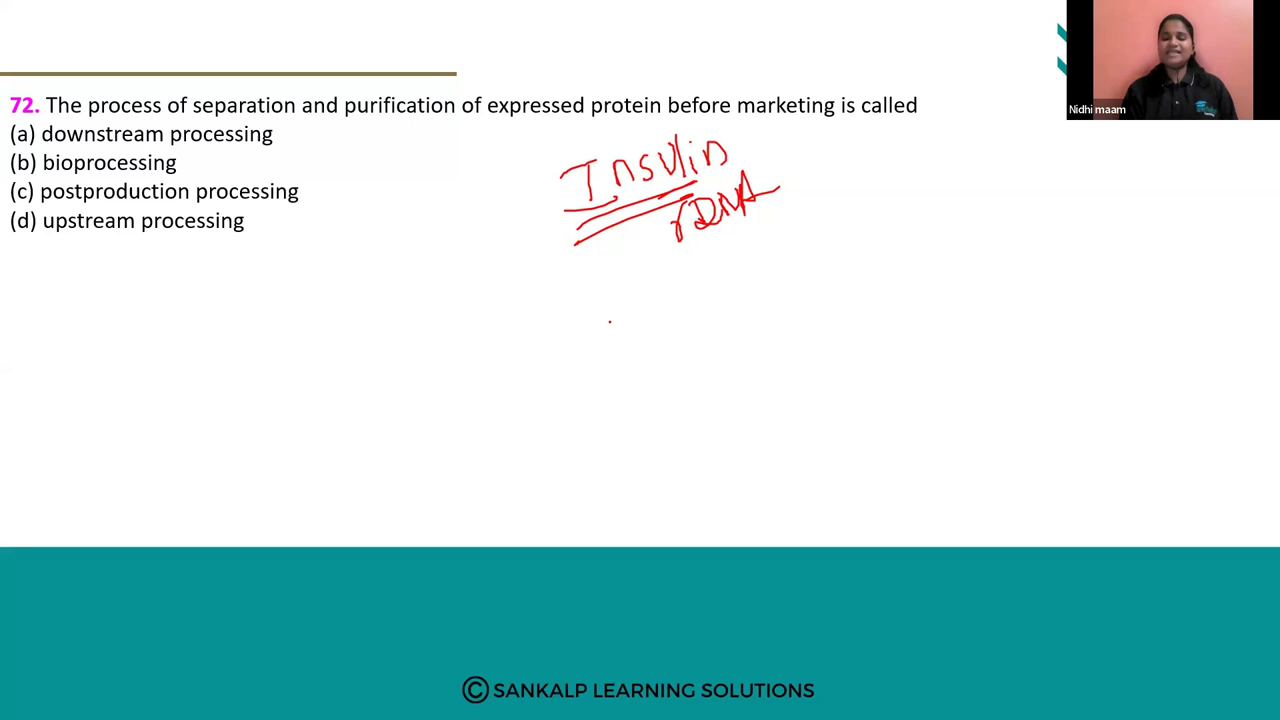 72. The process of separation and purification of expressed protein before marketing is called
(a) downstream processing
(b) bioprocessing
(c) postproduction processing
(d) upstream processing
Insulin
rDNA
Nidhi maam
© SANKALP LEARNING SOLUTIONS